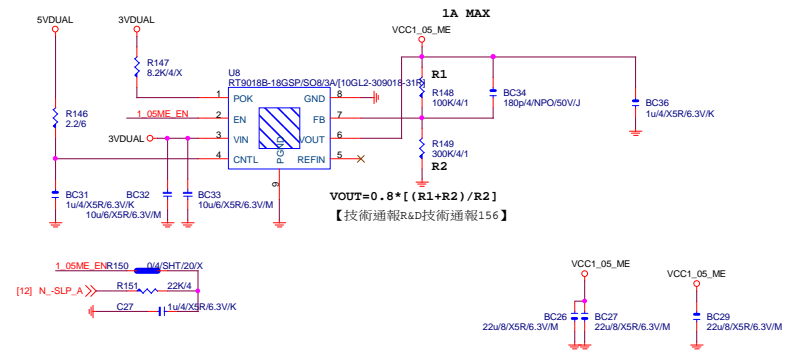 1A MAX
5VDUAL
3VDUAL
VCC1_05_ME
R147
8.2K/4/X
U8
RT9018B-18GSP/SO8/3A/[10GL2-309018-31R]
R1
R148
100K/4/1
BC34
180p/4/NPO/50V/J
BC36
1u/4/X5R/6.3V/K
R146
2.2/6
1_05ME_EN
3VDUAL
1 POK
2 EN
3 VIN
4 CNTL
GND 8
FB 7
VOUT 6
REFIN 5
PGND
9
R149
300K/4/1
R2
BC31
1u/4/X5R/6.3V/K
BC32
10u/6/X5R/6.3V/M
BC33
10u/6/X5R/6.3V/M
VOUT=0.8*[(R1+R2)/R2]
【技術通報R&D技術通報156】
1_05ME_EN
R150
0/4/SHT/20/X
[12] N_-SLP_A
R151
22K/4
C27
1u/4/X5R/6.3V/K
VCC1_05_ME
BC26
22u/8/X5R/6.3V/M
BC27
22u/8/X5R/6.3V/M
VCC1_05_ME
BC29
22u/8/X5R/6.3V/M